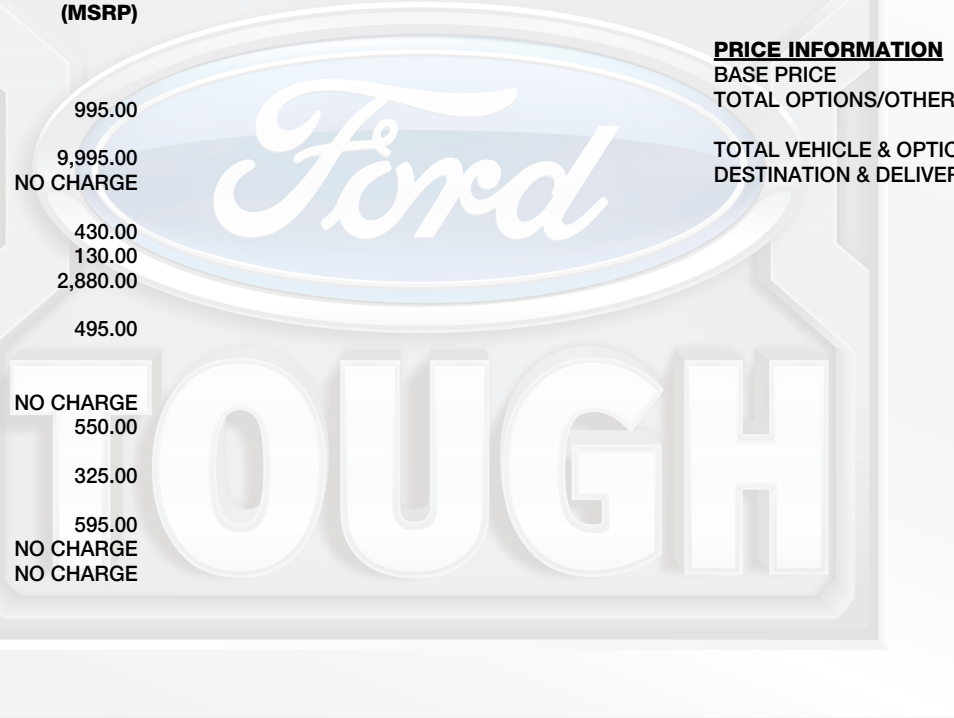 (MSRP)
995.00
9,995.00
NO CHARGE
430.00
130.00
2,880.00
495.00
NO CHARGE
550.00
325.00
595.00
NO CHARGE
NO CHARGE
PRICE INFORMATION
BASE PRICE
TOTAL OPTIONS/OTHER
TOTAL VEHICLE & OPTIO
DESTINATION & DELIVER
Ford
TOUGH